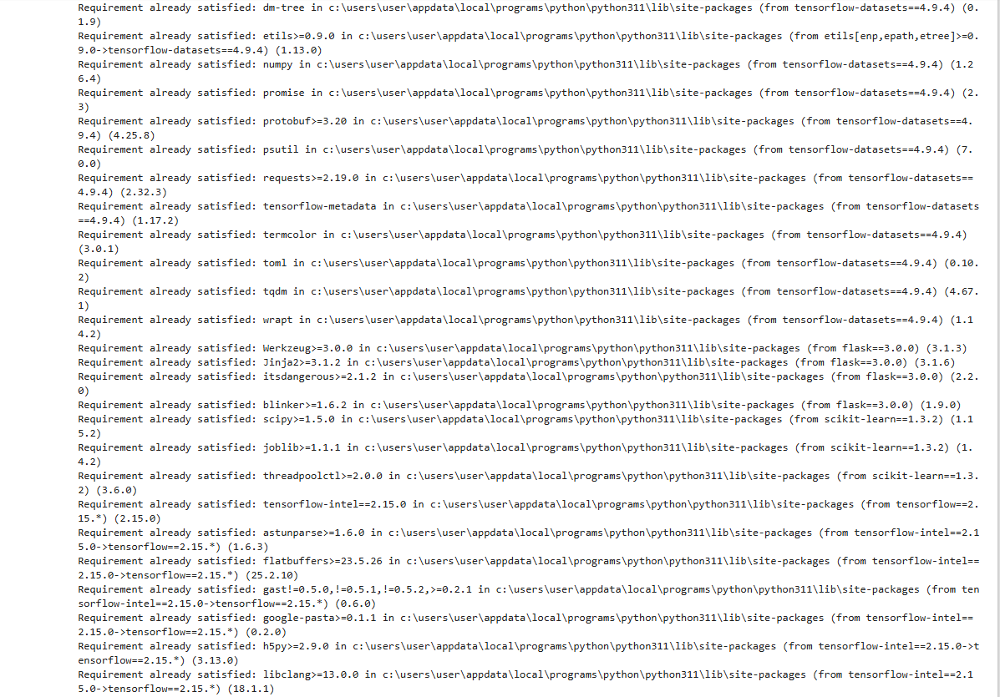 Requirement already satisfied: dm-tree in c:\users\user\appdata\local\programs\python\python311\lib\site-packages (from tensorflow-datasets==4.9.4) (0.
1.9)
Requirement already satisfied: etils>=0.9.0 in c:\users\user\appdata\local\programs\python\python311\lib\site-packages (from etils[enp,epath,etree]>=0.
9.0->tensorflow-datasets==4.9.4) (1.13.0)
Requirement already satisfied: numpy in c:\users\user\appdata\local\programs\python\python311\lib\site-packages (from tensorflow-datasets==4.9.4) (1.2
6.4)
Requirement already satisfied: promise in c:\users\user\appdata\local\programs\python\python311\lib\site-packages (from tensorflow-datasets==4.9.4) (2.
3)
Requirement already satisfied: protobuf>=3.20 in c:\users\user\appdata\local\programs\python\python311\lib\site-packages (from tensorflow-datasets==4.
9.4) (4.25.8)
Requirement already satisfied: psutil in c:\users\user\appdata\local\programs\python\python311\lib\site-packages (from tensorflow-datasets==4.9.4) (7.
0.0)
Requirement already satisfied: requests>=2.19.0 in c:\users\user\appdata\local\programs\python\python311\lib\site-packages (from tensorflow-datasets==
4.9.4) (2.32.3)
Requirement already satisfied: tensorflow-metadata in c:\users\user\appdata\local\programs\python\python311\lib\site-packages (from tensorflow-datasets
==4.9.4) (1.17.2)
Requirement already satisfied: termcolor in c:\users\user\appdata\local\programs\python\python311\lib\site-packages (from tensorflow-datasets==4.9.4)
(3.0.1)
Requirement already satisfied: toml in c:\users\user\appdata\local\programs\python\python311\lib\site-packages (from tensorflow-datasets==4.9.4) (0.10.
2)
Requirement already satisfied: tqdm in c:\users\user\appdata\local\programs\python\python311\lib\site-packages (from tensorflow-datasets==4.9.4) (4.67.
1)
Requirement already satisfied: wrapt in c:\users\user\appdata\local\programs\python\python311\lib\site-packages (from tensorflow-datasets==4.9.4) (1.1
4.2)
Requirement already satisfied: Werkzeug>=3.0.0 in c:\users\user\appdata\local\programs\python\python311\lib\site-packages (from flask==3.0.0) (3.1.3)
Requirement already satisfied: Jinja2>=3.1.2 in c:\users\user\appdata\local\programs\python\python311\lib\site-packages (from flask==3.0.0) (3.1.6)
Requirement already satisfied: itsdangerous>=2.1.2 in c:\users\user\appdata\local\programs\python\python311\lib\site-packages (from flask==3.0.0) (2.2.
0)
Requirement already satisfied: blinker>=1.6.2 in c:\users\user\appdata\local\programs\python\python311\lib\site-packages (from flask==3.0.0) (1.9.0)
Requirement already satisfied: scipy>=1.5.0 in c:\users\user\appdata\local\programs\python\python311\lib\site-packages (from scikit-learn==1.3.2) (1.1
5.2)
Requirement already satisfied: joblib>=1.1.1 in c:\users\user\appdata\local\programs\python\python311\lib\site-packages (from scikit-learn==1.3.2) (1.
4.2)
Requirement already satisfied: threadpoolctl>=2.0.0 in c:\users\user\appdata\local\programs\python\python311\lib\site-packages (from scikit-learn==1.3.
2) (3.6.0)
Requirement already satisfied: tensorflow-intel==2.15.0 in c:\users\user\appdata\local\programs\python\python311\lib\site-packages (from tensorflow==2.
15.*) (2.15.0)
Requirement already satisfied: astunparse>=1.6.0 in c:\users\user\appdata\local\programs\python\python311\lib\site-packages (from tensorflow-intel==2.1
5.0->tensorflow==2.15.*) (1.6.3)
Requirement already satisfied: flatbuffers>=23.5.26 in c:\users\user\appdata\local\programs\python\python311\lib\site-packages (from tensorflow-intel==
2.15.0->tensorflow==2.15.*) (25.2.10)
Requirement already satisfied: gast!=0.5.0,!=0.5.1,!=0.5.2,>=0.2.1 in c:\users\user\appdata\local\programs\python\python311\lib\site-packages (from ten
sorflow-intel==2.15.0->tensorflow==2.15.*) (0.6.0)
Requirement already satisfied: google-pasta>=0.1.1 in c:\users\user\appdata\local\programs\python\python311\lib\site-packages (from tensorflow-intel==
2.15.0->tensorflow==2.15.*) (0.2.0)
Requirement already satisfied: h5py>=2.9.0 in c:\users\user\appdata\local\programs\python\python311\lib\site-packages (from tensorflow-intel==2.15.0->t
ensorflow==2.15.*) (3.13.0)
Requirement already satisfied: libclang>=13.0.0 in c:\users\user\appdata\local\programs\python\python311\lib\site-packages (from tensorflow-intel==2.1
5.0->tensorflow==2.15.*) (18.1.1)